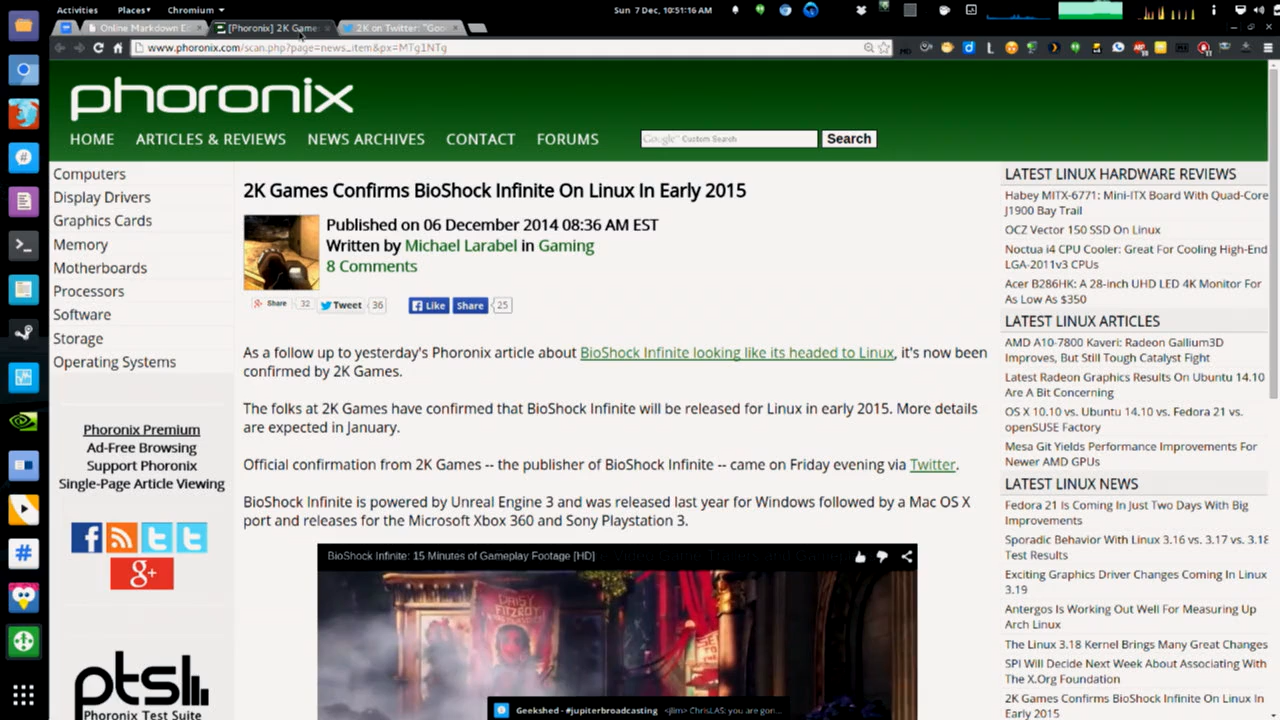 Activities
Places
Chromium
Sun 7 Dec, 10:51:16 AM
Online Markdown Ed
[Phoronix] 2K Game
2K on Twitter: "Goo
www.phoronix.com/scan.php?page=news_item&px=MTg1NTg
phoronix
HOME
ARTICLES & REVIEWS
NEWS ARCHIVES
CONTACT
FORUMS
Google™ Custom Search
Search
Computers
Display Drivers
Graphics Cards
Memory
Motherboards
Processors
Software
Storage
Operating Systems
Phoronix Premium
Ad-Free Browsing
Support Phoronix
Single-Page Article Viewing
ptsl
Phoronix Test Suite
2K Games Confirms BioShock Infinite On Linux In Early 2015
Published on 06 December 2014 08:36 AM EST
Written by Michael Larabel in Gaming
8 Comments
Share 32
Tweet 36
Like
Share 25
As a follow up to yesterday's Phoronix article about BioShock Infinite looking like its headed to Linux, it's now been
confirmed by 2K Games.
The folks at 2K Games have confirmed that BioShock Infinite will be released for Linux in early 2015. More details
are expected in January.
Official confirmation from 2K Games -- the publisher of BioShock Infinite -- came on Friday evening via Twitter.
BioShock Infinite is powered by Unreal Engine 3 and was released last year for Windows followed by a Mac OS X
port and releases for the Microsoft Xbox 360 and Sony Playstation 3.
BioShock Infinite: 15 Minutes of Gameplay Footage [HD]
DAISY
FITZROY
Geekshed - #jupiterbroadcasting <jlim> ChrisLAS: you are gon...
LATEST LINUX HARDWARE REVIEWS
Habey MITX-6771: Mini-ITX Board With Quad-Core
J1900 Bay Trail
OCZ Vector 150 SSD On Linux
Noctua i4 CPU Cooler: Great For Cooling High-End
LGA-2011v3 CPUs
Acer B286HK: A 28-inch UHD LED 4K Monitor For
As Low As $350
LATEST LINUX ARTICLES
AMD A10-7800 Kaveri: Radeon Gallium3D
Improves, But Still Tough Catalyst Fight
Latest Radeon Graphics Results On Ubuntu 14.10
Are A Bit Concerning
OS X 10.10 vs. Ubuntu 14.10 vs. Fedora 21 vs.
openSUSE Factory
Mesa Git Yields Performance Improvements For
Newer AMD GPUs
LATEST LINUX NEWS
Fedora 21 Is Coming In Just Two Days With Big
Improvements
Sporadic Behavior With Linux 3.16 vs. 3.17 vs. 3.18
Test Results
Exciting Graphics Driver Changes Coming In Linux
3.19
Antergos Is Working Out Well For Measuring Up
Arch Linux
The Linux 3.18 Kernel Brings Many Great Changes
SPI Will Decide Next Week About Associating With
The X.Org Foundation
2K Games Confirms BioShock Infinite On Linux In
Early 2015